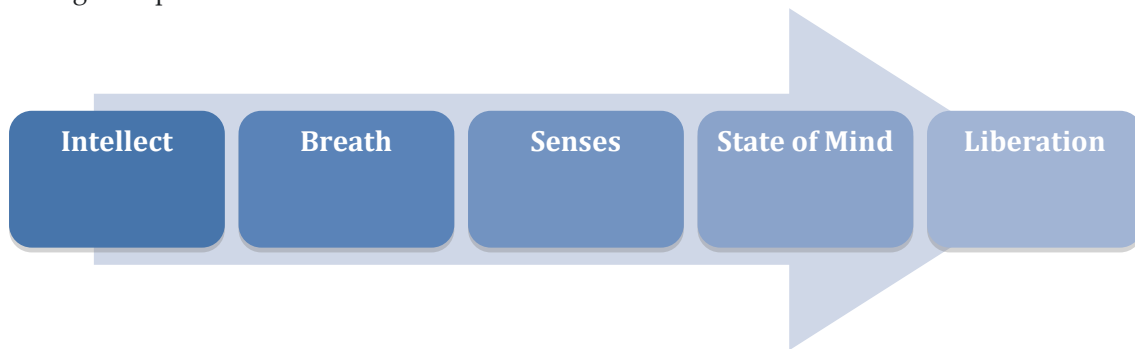 Intellect
Breath
Senses
State of Mind
Liberation